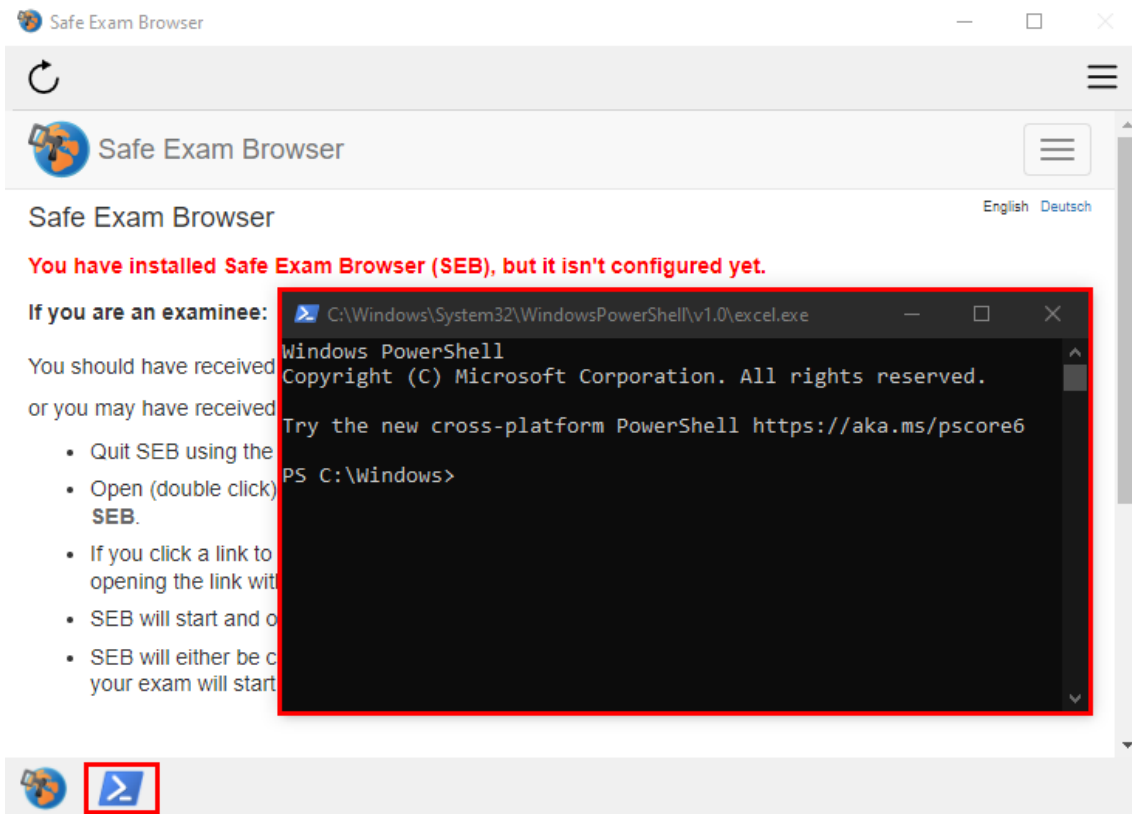 Safe Exam Browser
Safe Exam Browser
Safe Exam Browser
English Deutsch
You have installed Safe Exam Browser (SEB), but it isn't configured yet.
If you are an examinee:
You should have received
or you may have received
Quit SEB using the
Open (double click)
SEB.
If you click a link to
opening the link with
SEB will start and o
SEB will either be c
your exam will start
C:\Windows\System32\WindowsPowerShell\v1.0\excel.exe
Windows PowerShell
Copyright (C) Microsoft Corporation. All rights reserved.
Try the new cross-platform PowerShell https://aka.ms/pscore6
PS C:\Windows>